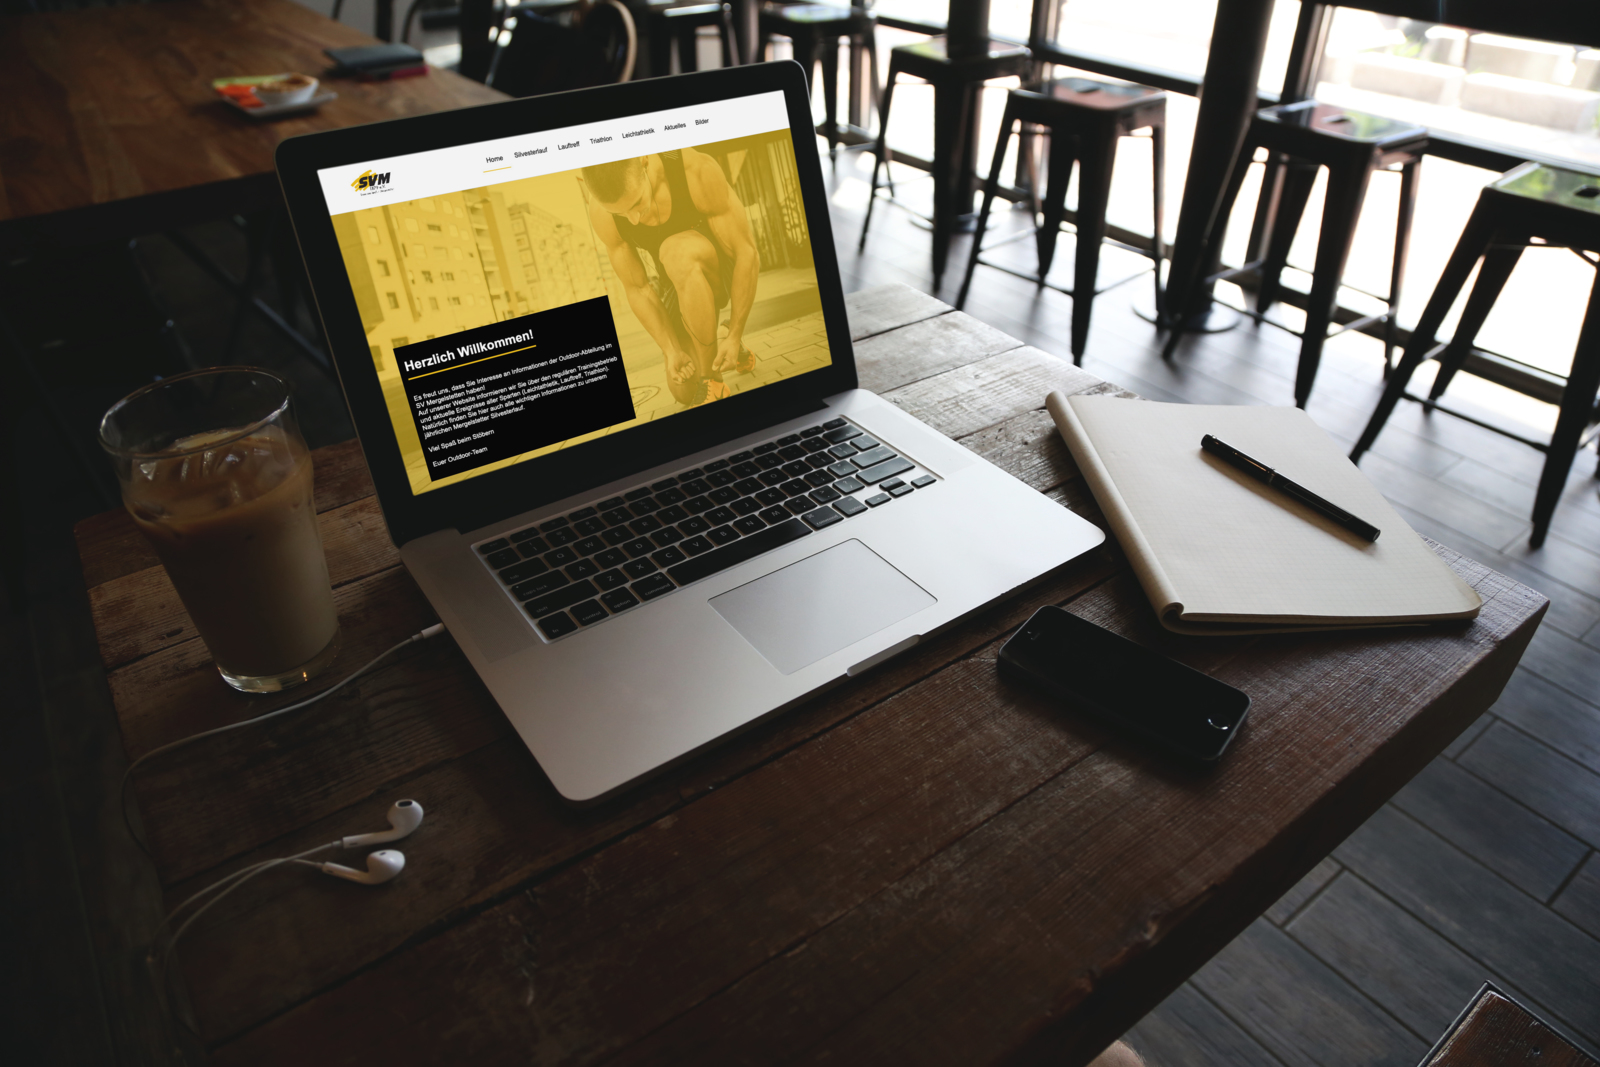 SVM
Home Silvesterlauf Lauftreff Triathlon Leichtathletik Aktuelles Bilder
Herzlich Willkommen!
Es freut uns, dass Sie Interesse an Informationen der Outdoor-Abteilung im
SV Mergelstetten haben!
Auf unserer Website informieren wir Sie über den regulären Trainingsbetrieb
und aktuelle Ereignisse aller Sparten (Leichtathletik, Lauftreff, Triathlon).
Natürlich finden Sie hier auch alle wichtigen Informationen zu unserem
jährlichen Mergelstetter Silvesterlauf.
Viel Spaß beim Stöbern
Euer Outdoor-Team